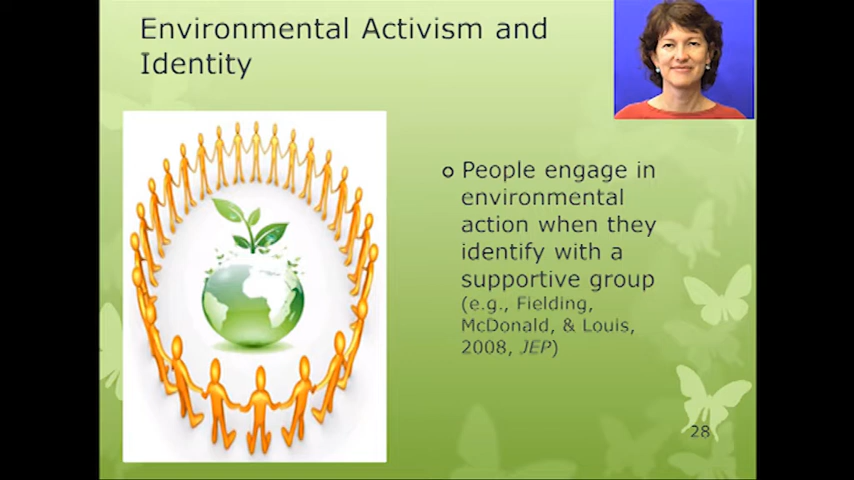 Environmental Activism and
Identity
o People engage in
environmental
action when they
identify with a
supportive group
(e.g., Fielding,
McDonald, & Louis,
2008, JEP)
28